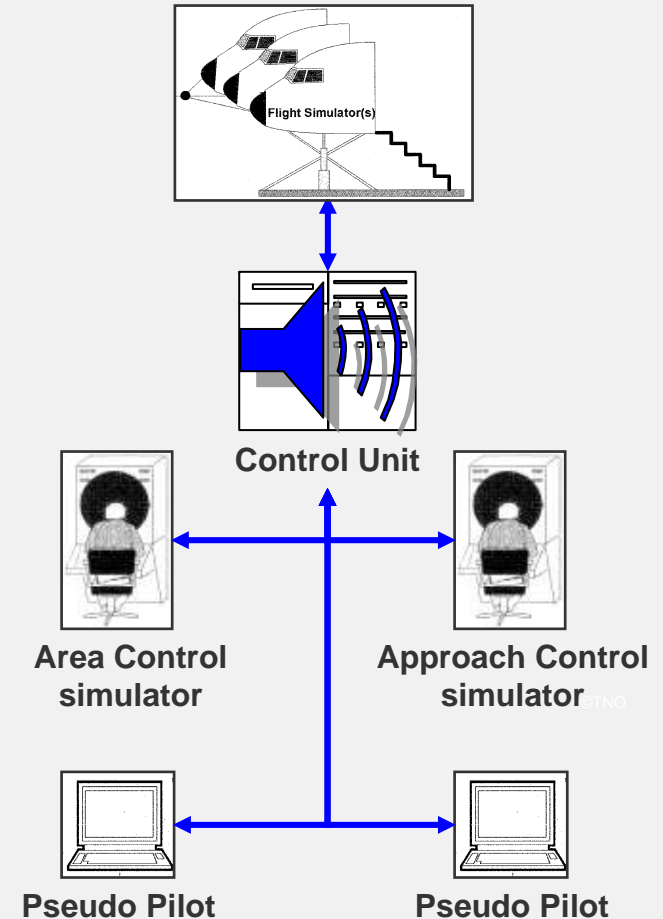 Flight Simulator(s)
Control Unit
Area Control
simulator
Approach Control
simulator
©TNO
Pseudo Pilot
Pseudo Pilot